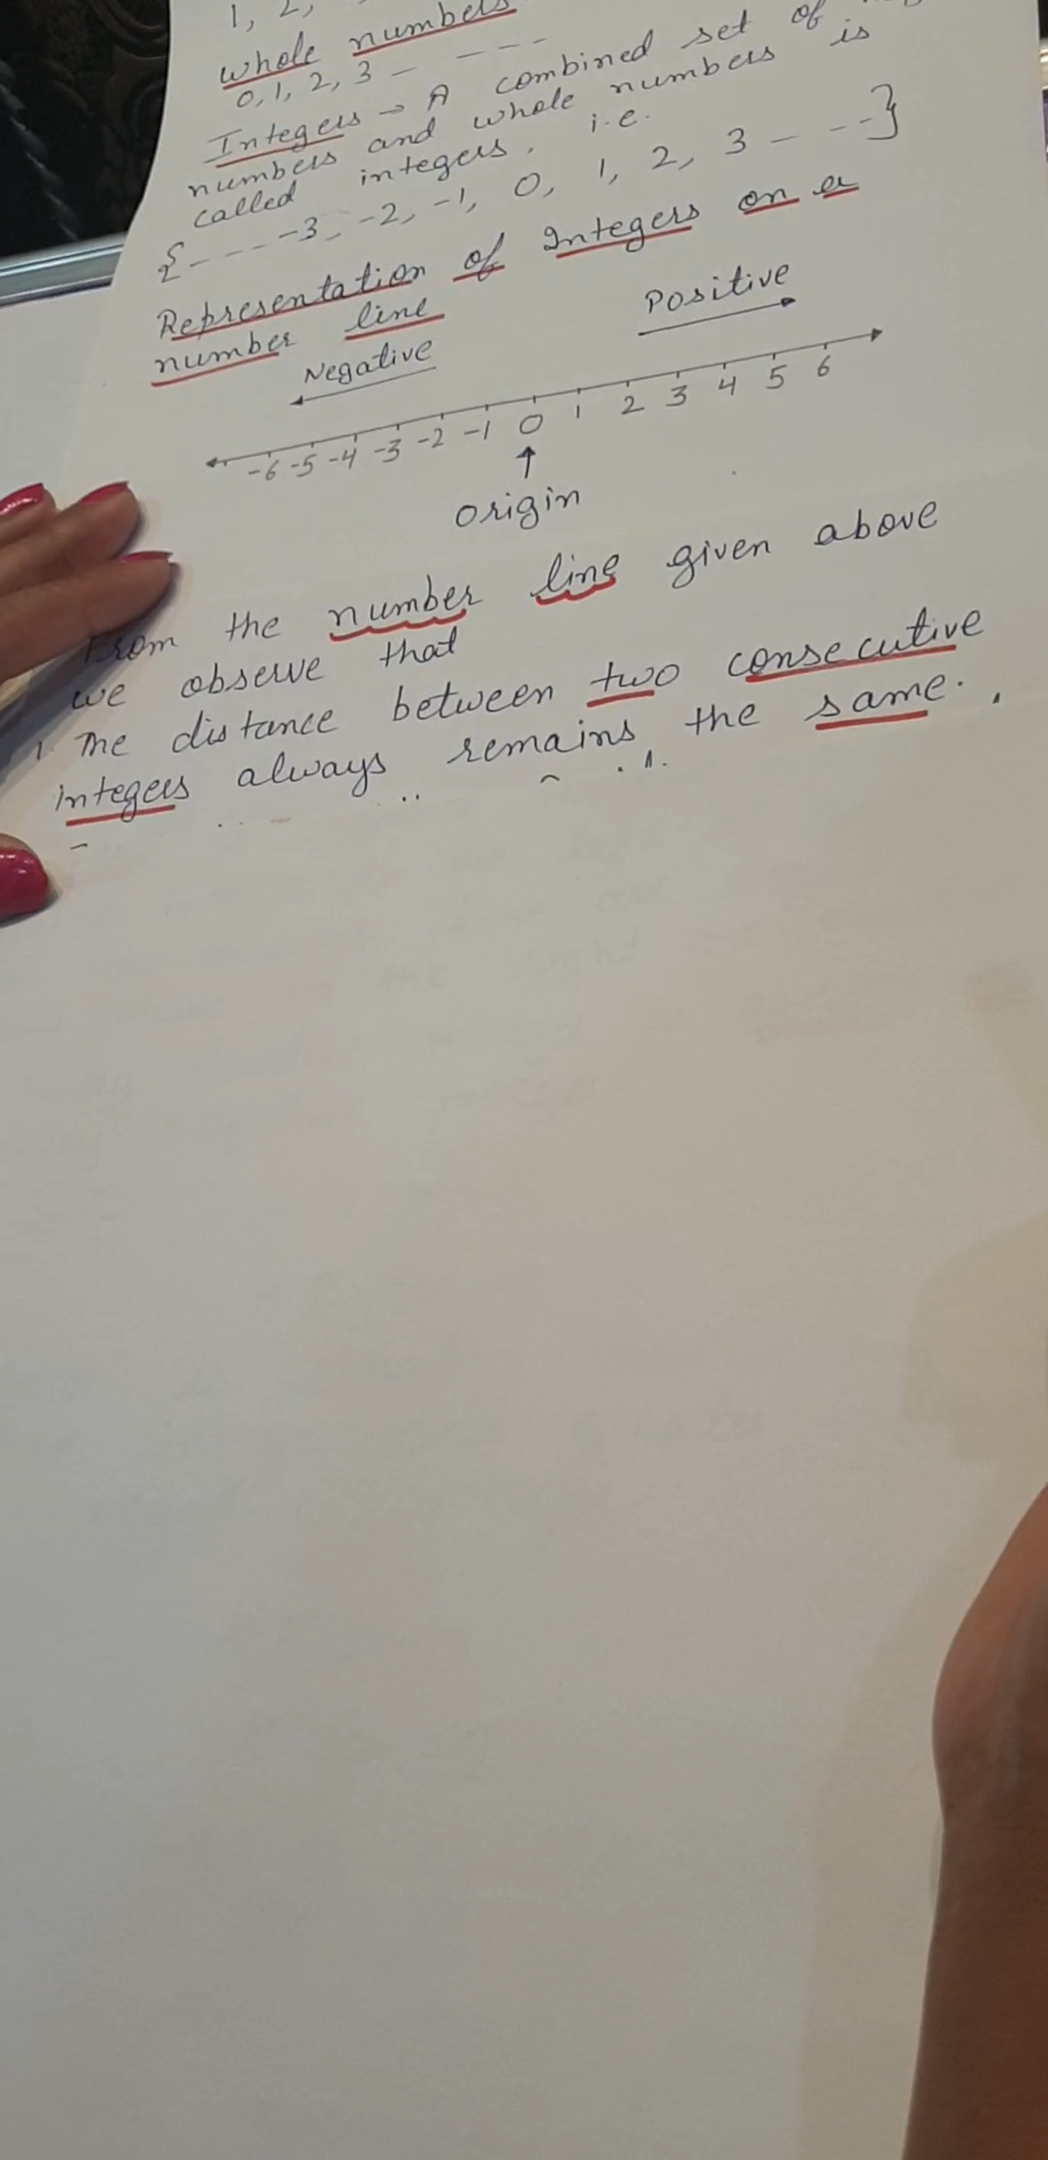 1, 2,
whole numbers
0, 1, 2, 3 - - - -
Integers → A combined set of
numbers and whole numbers is
called integers. i.e.
{ - - - -3, -2, -1, 0, 1, 2, 3 - - - }
Representation of Integers on a
number line
Negative Positive
-6 -5 -4 -3 -2 -1 0 1 2 3 4 5 6
↑
origin
From the number line given above
we observe that
1. The distance between two consecutive
integers always remains the same.